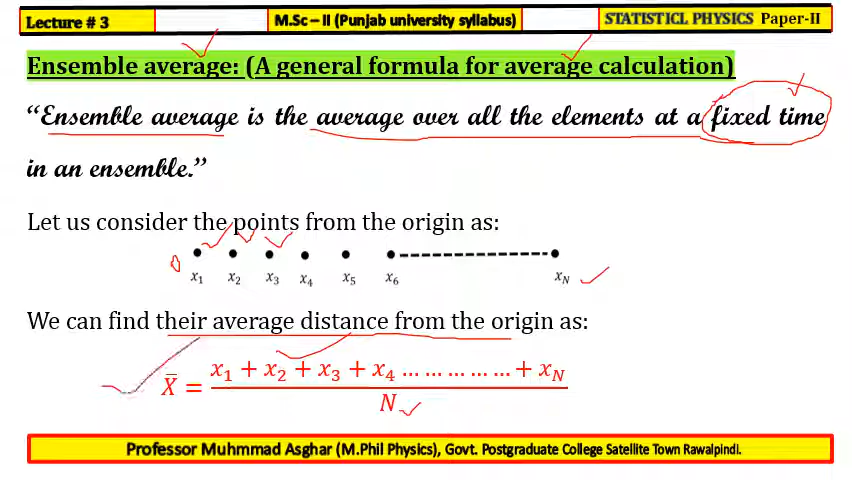 Lecture # 3 M.Sc – II (Punjab university syllabus) STATISTICL PHYSICS Paper-II
Ensemble average: (A general formula for average calculation)
“Ensemble average is the average over all the elements at a fixed time
in an ensemble.”
Let us consider the points from the origin as:
0
x₁ x₂ x₃ x₄ x₅ x₆ x_N
We can find their average distance from the origin as:
X̄ = (x₁ + x₂ + x₃ + x₄ … … … … … + x_N) / N
Professor Muhmmad Asghar (M.Phil Physics), Govt. Postgraduate College Satellite Town Rawalpindi.